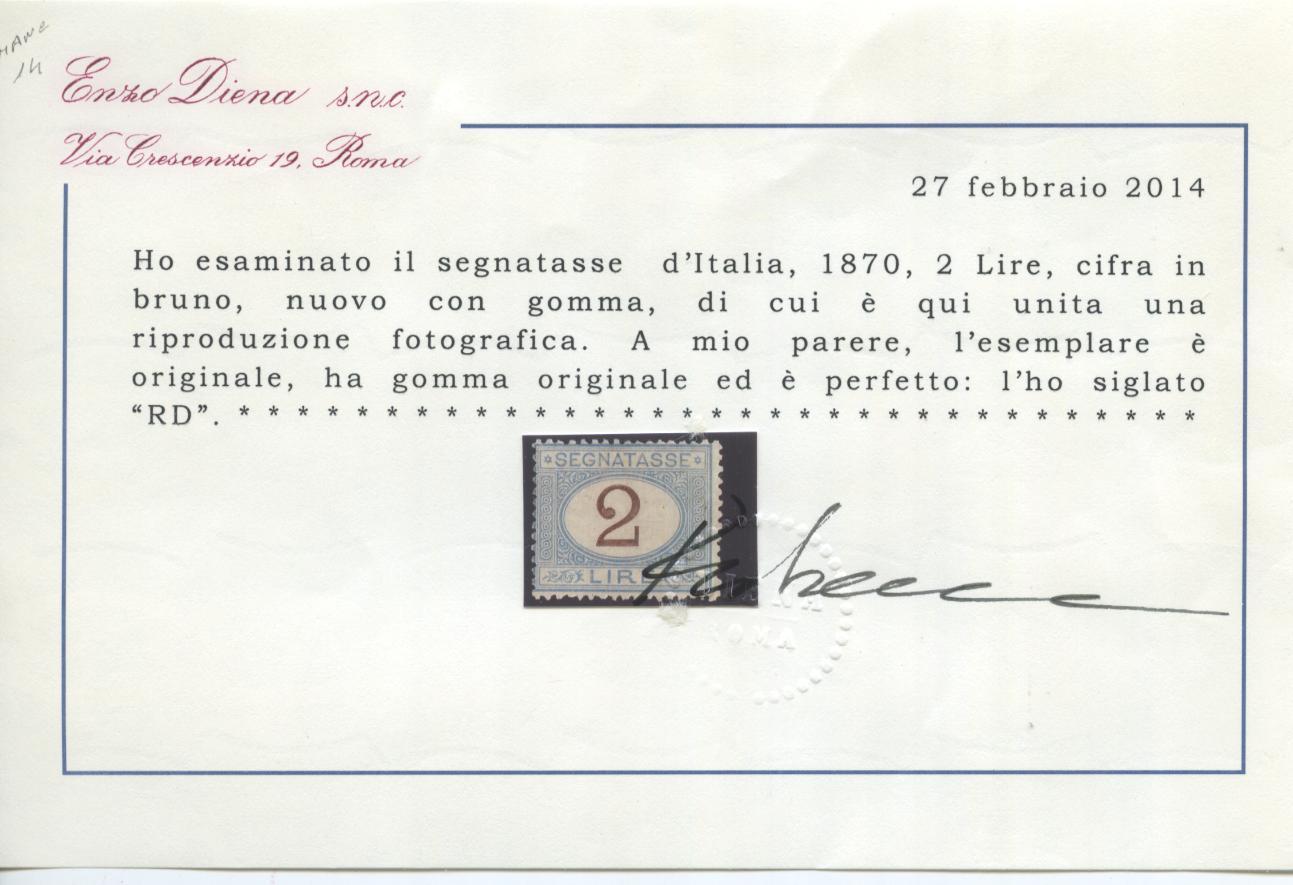 14
Enzo Diena s.n.c.
Via Crescenzio 19, Roma
27 febbraio 2014
Ho esaminato il segnatasse d'Italia, 1870, 2 Lire, cifra in
bruno, nuovo con gomma, di cui è qui unita una
riproduzione fotografica. A mio parere, l'esemplare è
originale, ha gomma originale ed è perfetto: l'ho siglato
“RD”. * * * * * * * * * * * * * * * * * * * * * * * * * * * * * * * * *
*SEGNATASSE*
2
LIRE